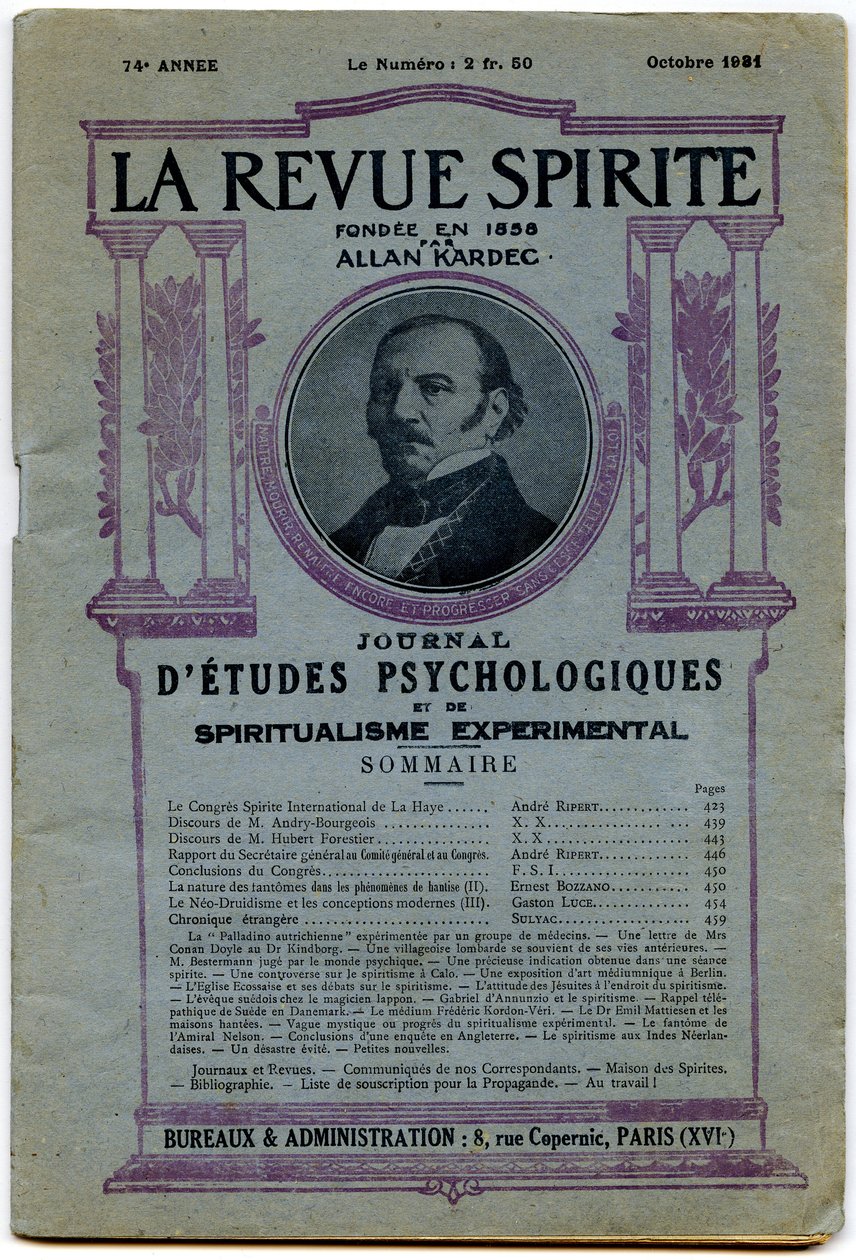 74e ANNEE Le Numéro : 2 fr. 50 Octobre 1931
LA REVUE SPIRITE
FONDÉE EN 1858
PAR
ALLAN KARDEC
NAITRE, MOURIR, RENAITRE ENCORE ET PROGRESSER SANS CESSE TELLE EST LA LOI
JOURNAL
D'ÉTUDES PSYCHOLOGIQUES
ET DE
SPIRITUALISME EXPERIMENTAL
SOMMAIRE
Pages
Le Congrès Spirite International de La Haye ...... André RIPERT............ 423
Discours de M. Andry-Bourgeois ............... X. X..................... 439
Discours de M. Hubert Forestier............... X. X..................... 443
Rapport du Secrétaire général au Comité général et au Congrès. André RIPERT............ 446
Conclusions du Congrès........................ F. S. I.................. 450
La nature des fantômes dans les phénomènes de hantise (II). Ernest BOZZANO........... 450
Le Néo-Druidisme et les conceptions modernes (III). Gaston LUCE............. 454
Chronique étrangère .......................... SULYAC................... 459
La " Palladino autrichienne " expérimentée par un groupe de médecins. — Une lettre de Mrs
Conan Doyle au Dr Kindborg. — Une villageoise lombarde se souvient de ses vies antérieures. —
M. Bestermann jugé par le monde psychique. — Une précieuse indication obtenue dans une séance
spirite. — Une controverse sur le spiritisme à Calo. — Une exposition d'art médiumnique à Berlin.
— L'Eglise Ecossaise et ses débats sur le spiritisme. — L'attitude des Jésuites à l'endroit du spiritisme.
— L'évêque suédois chez le magicien lappon. — Gabriel d'Annunzio et le spiritisme. — Rappel télé-
pathique de Suède en Danemark. — Le médium Frédéric Kordon-Véri. — Le Dr Emil Mattiesen et les
maisons hantées. — Vague mystique ou progrès du spiritualisme expérimental. — Le fantôme de
l'Amiral Nelson. — Conclusions d'une enquête en Angleterre. — Le spiritisme aux Indes Néerlan-
daises. — Un désastre évité. — Petites nouvelles.
Journaux et Revues. — Communiqués de nos Correspondants. — Maison des Spirites.
— Bibliographie. — Liste de souscription pour la Propagande. — Au travail !
BUREAUX & ADMINISTRATION : 8, rue Copernic, PARIS (XVIe)